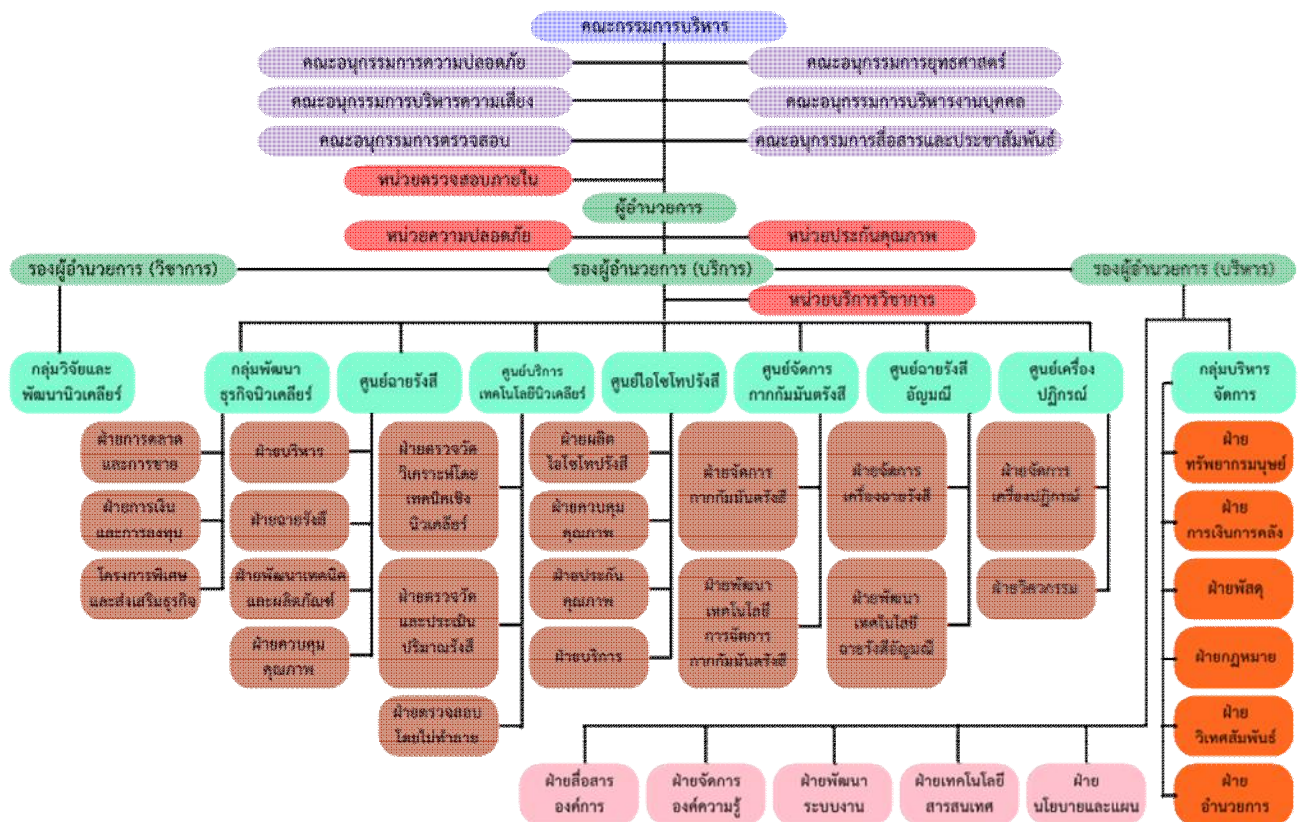 คณะกรรมการบริหาร
คณะอนุกรรมการความปลอดภัย
คณะอนุกรรมการยุทธศาสตร์
คณะอนุกรรมการบริหารความเสี่ยง
คณะอนุกรรมการบริหารงานบุคคล
คณะอนุกรรมการตรวจสอบ
คณะอนุกรรมการสื่อสารและประชาสัมพันธ์
หน่วยตรวจสอบภายใน
ผู้อำนวยการ
หน่วยความปลอดภัย
หน่วยประกันคุณภาพ
รองผู้อำนวยการ (วิชาการ)
รองผู้อำนวยการ (บริการ)
รองผู้อำนวยการ (บริหาร)
หน่วยบริการวิชาการ
กลุ่มวิจัยและ
พัฒนานิวเคลียร์
กลุ่มพัฒนา
ธุรกิจนิวเคลียร์
ศูนย์ฉายรังสี
ศูนย์บริการ
เทคโนโลยีนิวเคลียร์
ศูนย์ไอโซโทปรังสี
ศูนย์จัดการ
กากกัมมันตรังสี
ศูนย์ฉายรังสี
อัญมณี
ศูนย์เครื่อง
ปฏิกรณ์
กลุ่มบริหาร
จัดการ
ฝ่ายการตลาด
และการขาย
ฝ่ายการเงิน
และการลงทุน
โครงการพิเศษ
และส่งเสริมธุรกิจ
ฝ่ายบริหาร
ฝ่ายฉายรังสี
ฝ่ายพัฒนาเทคนิค
และผลิตภัณฑ์
ฝ่ายควบคุม
คุณภาพ
ฝ่ายตรวจวัด
วิเคราะห์โดย
เทคนิคเชิง
นิวเคลียร์
ฝ่ายตรวจวัด
และประเมิน
ปริมาณรังสี
ฝ่ายตรวจสอบ
โดยไม่ทำลาย
ฝ่ายผลิต
ไอโซโทปรังสี
ฝ่ายควบคุม
คุณภาพ
ฝ่ายประกัน
คุณภาพ
ฝ่ายบริการ
ฝ่ายจัดการ
กากกัมมันตรังสี
ฝ่ายพัฒนา
เทคโนโลยี
การจัดการ
กากกัมมันตรังสี
ฝ่ายจัดการ
เครื่องฉายรังสี
ฝ่ายพัฒนา
เทคโนโลยี
ฉายรังสีอัญมณี
ฝ่ายจัดการ
เครื่องปฏิกรณ์
ฝ่ายวิศวกรรม
ฝ่าย
ทรัพยากรมนุษย์
ฝ่าย
การเงินการคลัง
ฝ่ายพัสดุ
ฝ่ายกฎหมาย
ฝ่าย
วิเทศสัมพันธ์
ฝ่าย
อำนวยการ
ฝ่ายสื่อสาร
องค์การ
ฝ่ายจัดการ
องค์ความรู้
ฝ่ายพัฒนา
ระบบงาน
ฝ่ายเทคโนโลยี
สารสนเทศ
ฝ่าย
นโยบายและแผน